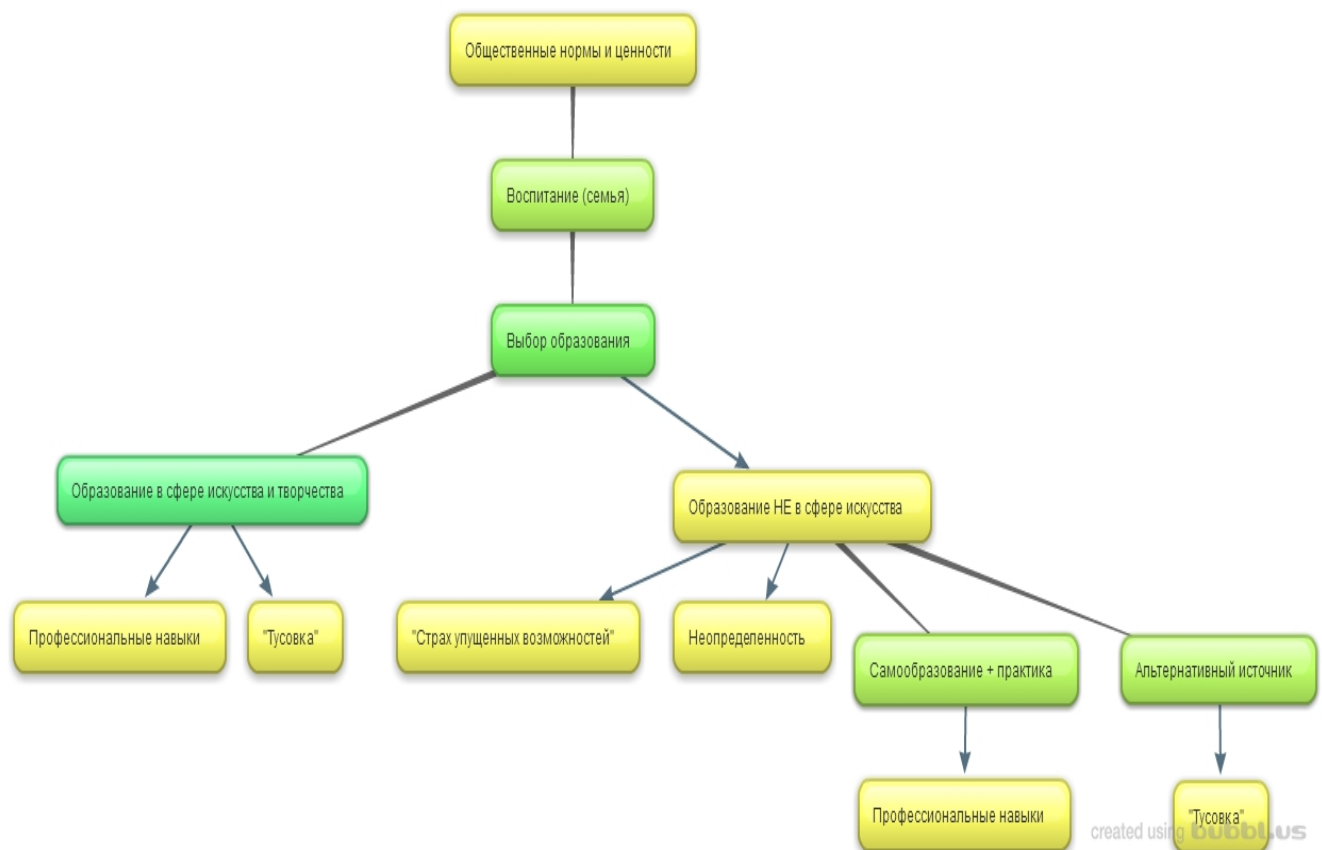 Общественные нормы и ценности
Воспитание (семья)
Выбор образования
Образование в сфере искусства и творчества
Образование НЕ в сфере искусства
Профессиональные навыки
"Тусовка"
"Страх упущенных возможностей"
Неопределенность
Самообразование + практика
Альтернативный источник
Профессиональные навыки
"Тусовка"
created using bubbl.us